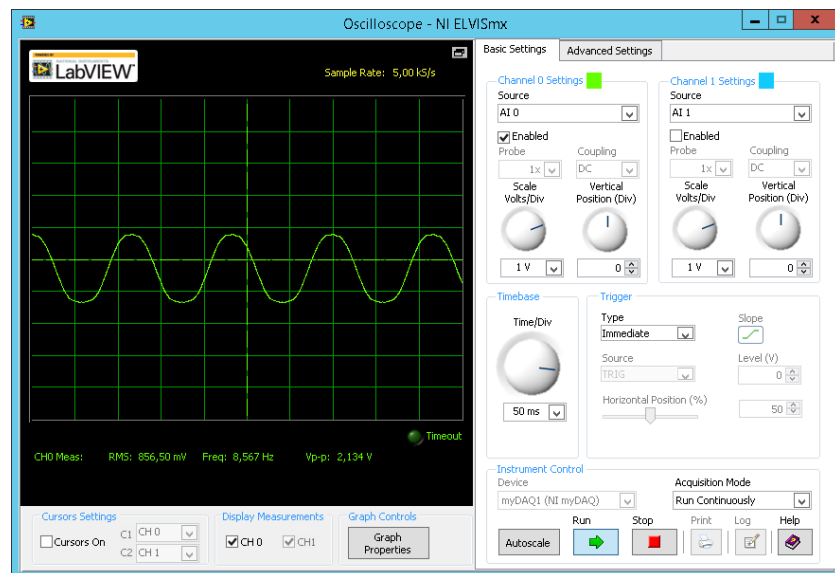 Oscilloscope - NI ELVISmx
LabVIEW
Sample Rate: 5,00 kS/s
CH0 Meas: RMS: 856,50 mV Freq: 8,567 Hz Vp-p: 2,134 V
Timeout
Cursors Settings
Cursors On
C1 CH 0
C2 CH 1
Display Measurements
CH 0 CH1
Graph Controls
Graph
Properties
Basic Settings Advanced Settings
Channel 0 Settings
Source
AI 0
Enabled
Probe Coupling
1x DC
Scale Vertical
Volts/Div Position (Div)
1 V 0
Channel 1 Settings
Source
AI 1
Enabled
Probe Coupling
1x DC
Scale Vertical
Volts/Div Position (Div)
1 V 0
Timebase
Time/Div
50 ms
Trigger
Type Slope
Immediate
Source Level (V)
TRIG 0
Horizontal Position (%)
50
Instrument Control
Device Acquisition Mode
myDAQ1 (NI myDAQ) Run Continuously
Run Stop Print Log Help
Autoscale